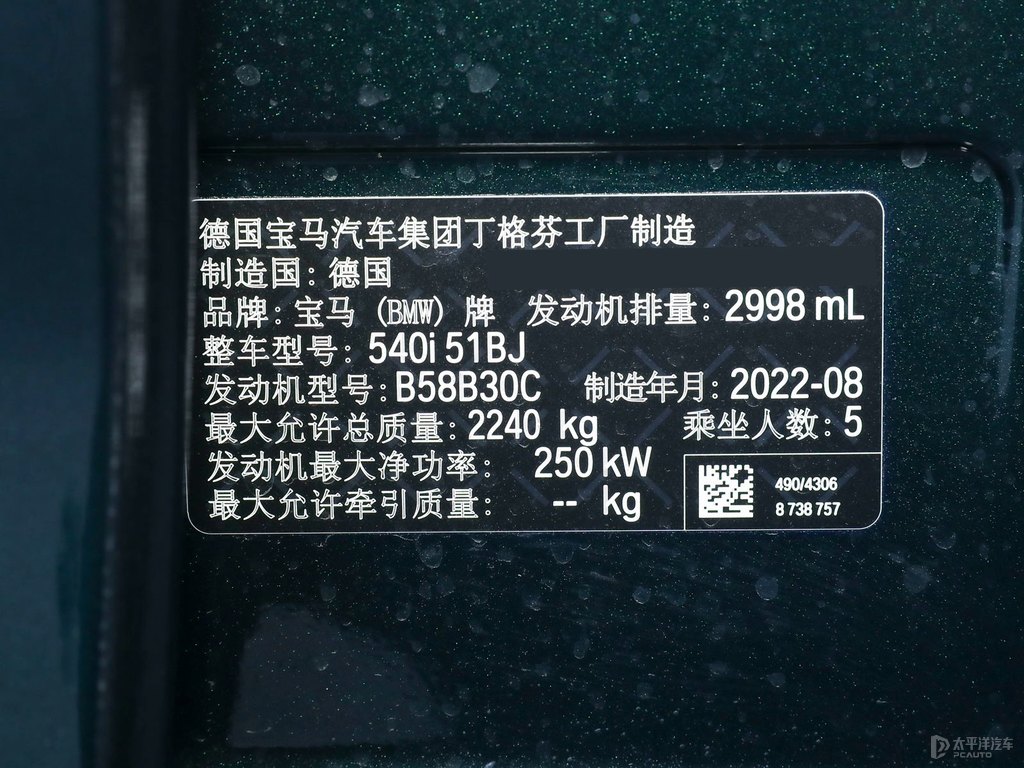 德国宝马汽车集团丁格芬工厂制造
制造国: 德国
品牌: 宝马 (BMW) 牌 发动机排量: 2998 mL
整车型号: 540i 51BJ
发动机型号: B58B30C 制造年月: 2022-08
最大允许总质量: 2240 kg 乘坐人数: 5
发动机最大净功率: 250 kW
最大允许牵引质量: -- kg
490/4306
8 738 757
太平洋汽车
PCAUTO